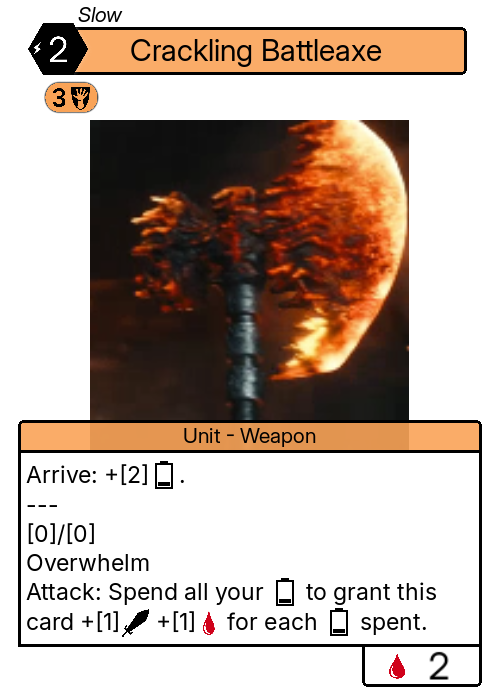 Slow
2
Crackling Battleaxe
3
Unit - Weapon
Arrive: +[2] .
---
[0]/[0]
Overwhelm
Attack: Spend all your to grant this
card +[1] +[1] for each spent.
2